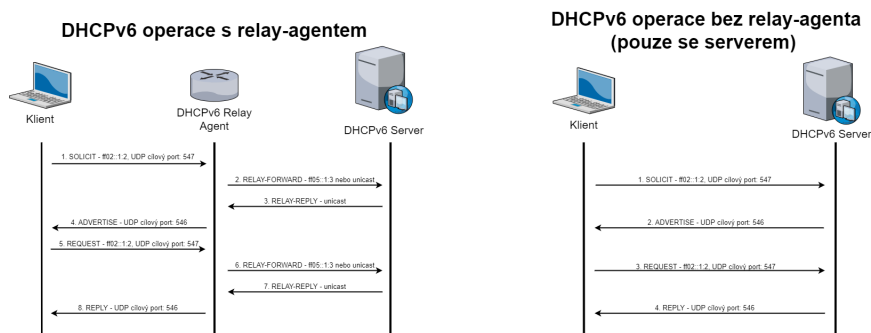 DHCPv6 operace s relay-agentem
Klient
DHCPv6 Relay
Agent
DHCPv6 Server
1. SOLICIT - ff02::1:2, UDP cílový port: 547
2. RELAY-FORWARD - ff05::1:3 nebo unicast
3. RELAY-REPLY - unicast
4. ADVERTISE - UDP cílový port: 546
5. REQUEST - ff02::1:2, UDP cílový port: 547
6. RELAY-FORWARD - ff05::1:3 nebo unicast
7. RELAY-REPLY - unicast
8. REPLY - UDP cílový port: 546
DHCPv6 operace bez relay-agenta
(pouze se serverem)
Klient
DHCPv6 Server
1. SOLICIT - ff02::1:2, UDP cílový port: 547
2. ADVERTISE - UDP cílový port: 546
3. REQUEST - ff02::1:2, UDP cílový port: 547
4. REPLY - UDP cílový port: 546